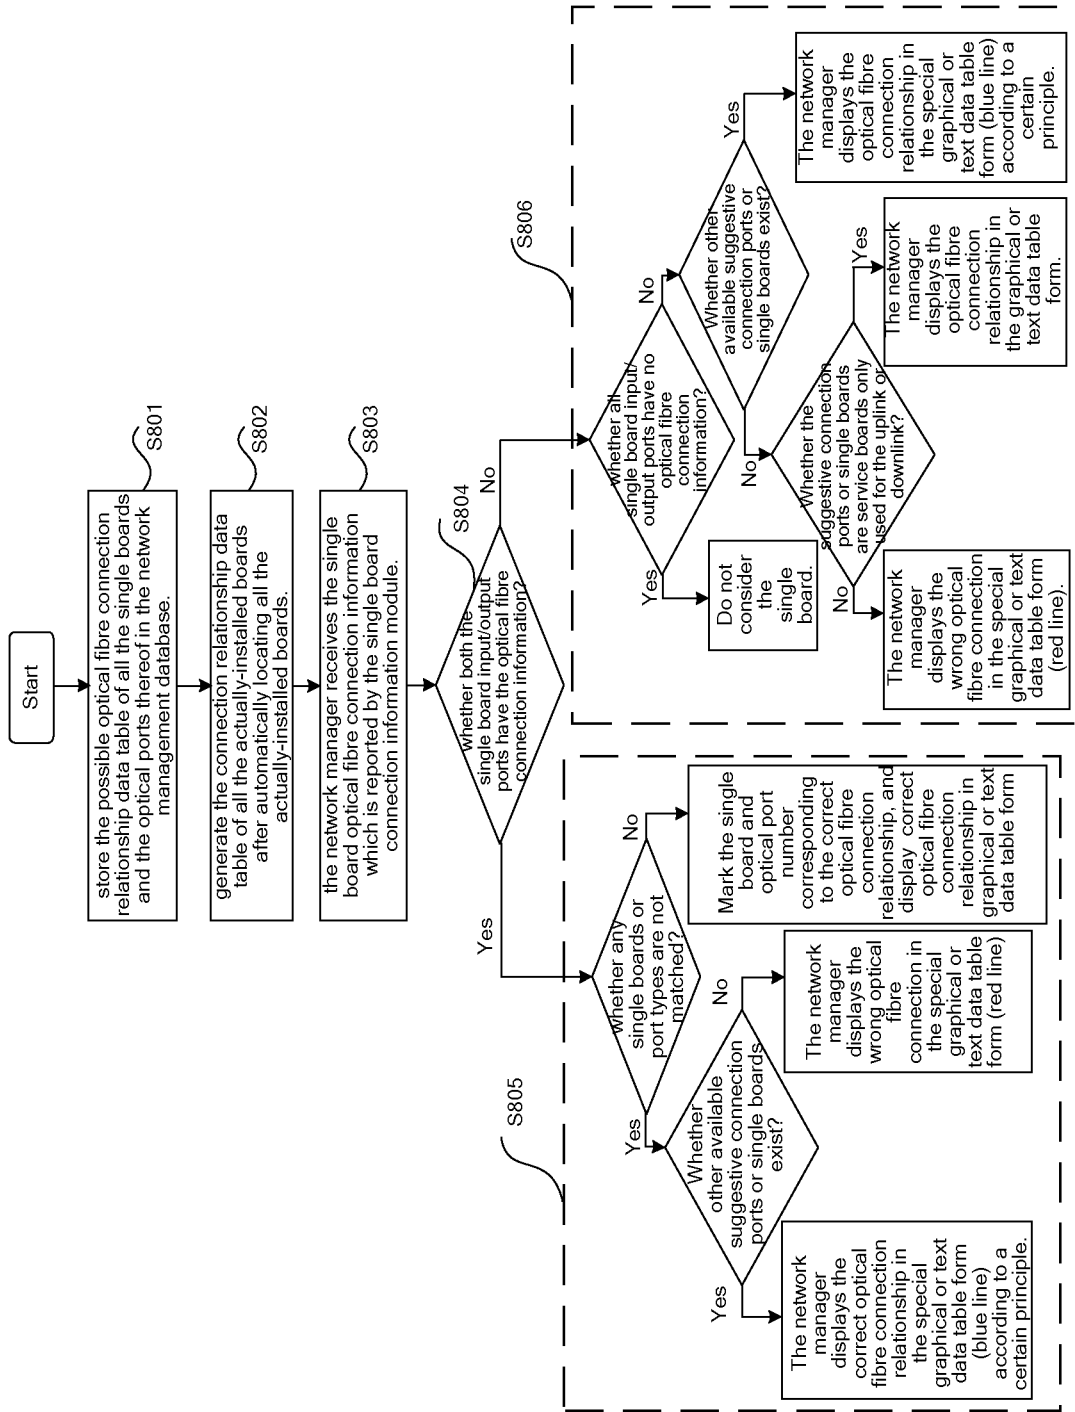 Start
store the possible optical fibre connection
relationship data table of all the single boards
and the optical ports thereof in the network
management database.
S801
generate the connection relationship data
table of all the actually-installed boards
after automatically locating all the
actually-installed boards.
S802
the network manager receives the single
board optical fibre connection information
which is reported by the single board
connection information module.
S803
whether both the
single board input/output
ports have the optical fibre
connection information?
S804
Yes
No
S805
whether any
single boards or
port types are not
matched?
Yes
No
Whether
other available
suggestive connection
ports or single boards
exist?
Yes
No
The network
manager
displays the
correct optical
fibre connection
relationship in
the special
graphical or text
data table form
(blue line)
according to a
certain principle.
The network
manager
displays the
wrong optical
fibre
connection in
the special
graphical or
text data table
form (red line)
Mark the single
board and
optical port
number
corresponding
to the correct
optical fibre
connection
relationship, and
display correct
optical fibre
connection
relationship in
graphical or text
data table form
S806
whether all
single board input/
output ports have no
optical fibre
connection
information?
Yes
No
Do not
consider
the
single
board.
Whether other
available suggestive
connection ports or
single boards exist?
No
Yes
Whether the
suggestive connection
ports or single boards
are service boards only
used for the uplink or
downlink?
No
Yes
The network
manager
displays the
wrong optical
fibre connection
in the special
graphical or text
data table form
(red line).
The network
manager
displays the
optical fibre
connection
relationship in
the graphical or
text data table
form.
The network
manager
displays the
optical fibre
connection
relationship in
the special
graphical or
text data table
form (blue line)
according to a
certain
principle.